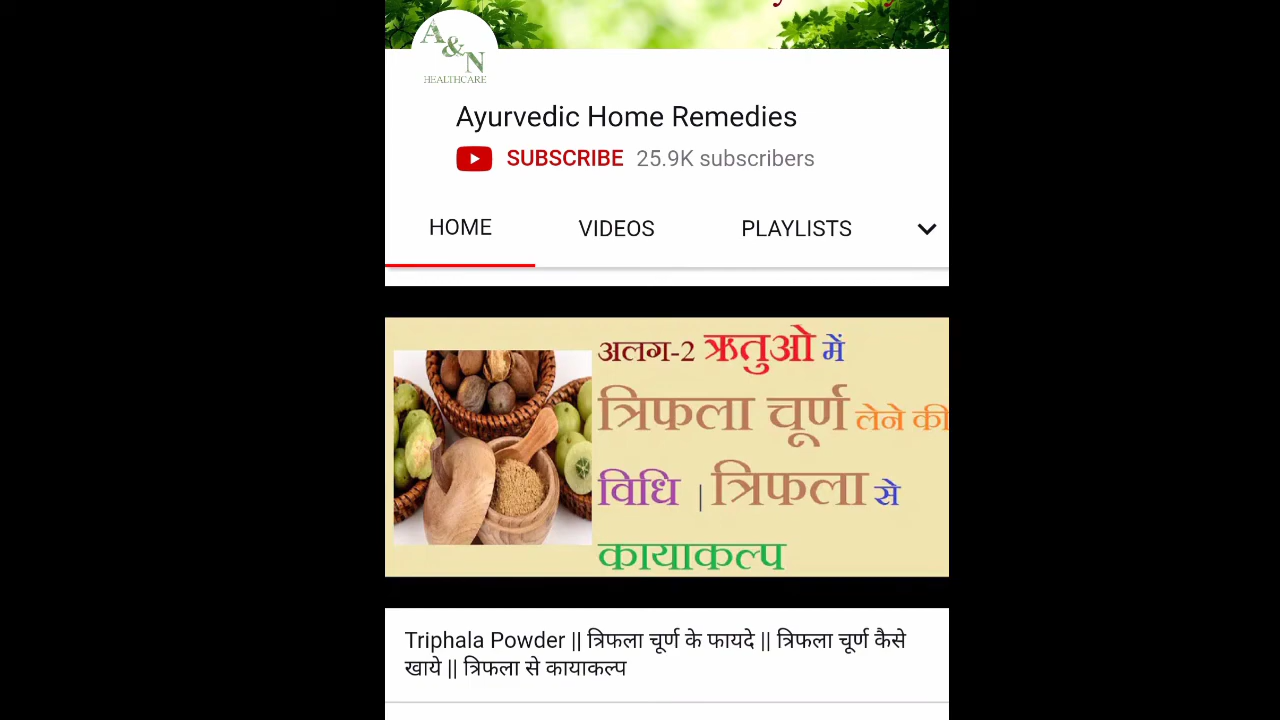 A & N
HEALTHCARE
Ayurvedic Home Remedies
SUBSCRIBE 25.9K subscribers
HOME VIDEOS PLAYLISTS
अलग-2 ऋतुओ में
त्रिफला चूर्ण लेने की
विधि | त्रिफला से
कायाकल्प
Triphala Powder || त्रिफला चूर्ण के फायदे || त्रिफला चूर्ण कैसे
खाये || त्रिफला से कायाकल्प